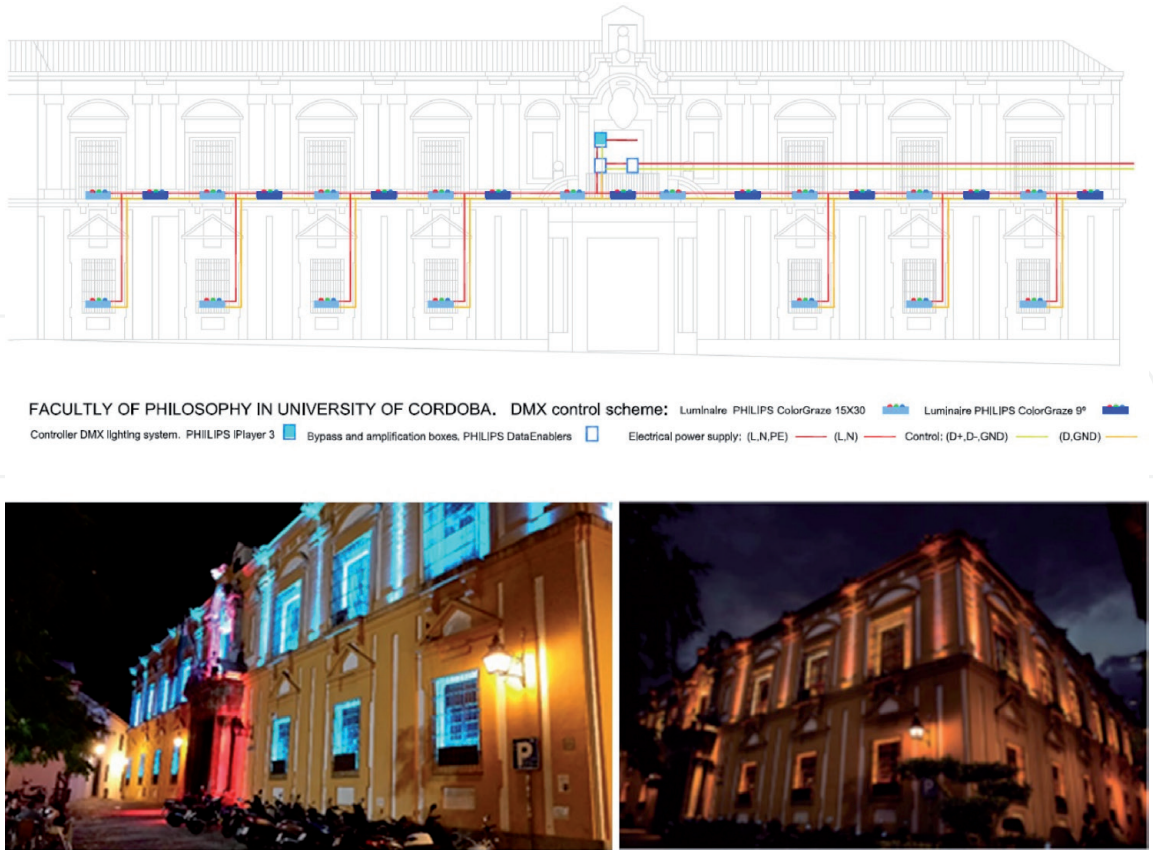 FACULTLY OF PHILOSOPHY IN UNIVERSITY OF CORDOBA. DMX control scheme: Luminaire PHILIPS ColorGraze 15X30 Luminaire PHILIPS ColorGraze 9º
Controller DMX lighting system. PHIILIPS IPlayer 3 Bypass and amplification boxes, PHILIPS DataEnablers Electrical power supply: (L,N,PE) (L,N) Control: (D+,D-,GND) (D,GND)
P